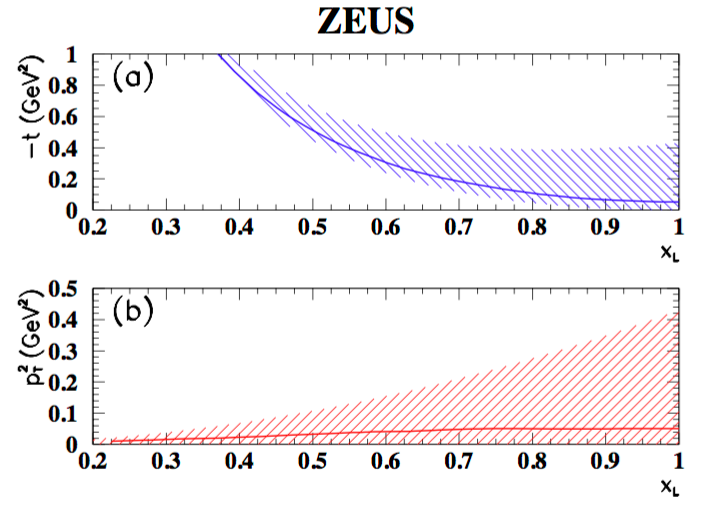 ZEUS
(a)
−t (GeV²)
1
0.8
0.6
0.4
0.2
0
0.2 0.3 0.4 0.5 0.6 0.7 0.8 0.9 1
x_L
(b)
p_T² (GeV²)
0.5
0.4
0.3
0.2
0.1
0
0.2 0.3 0.4 0.5 0.6 0.7 0.8 0.9 1
x_L